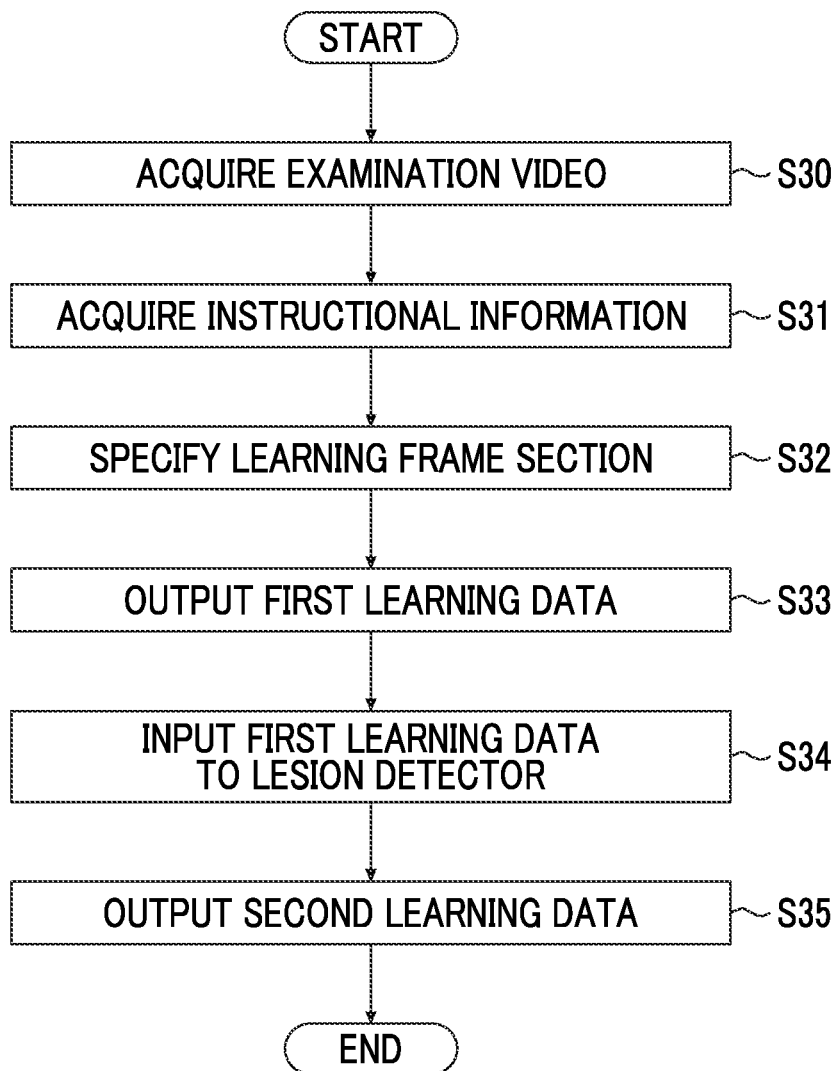 START
ACQUIRE EXAMINATION VIDEO
S30
ACQUIRE INSTRUCTIONAL INFORMATION
S31
SPECIFY LEARNING FRAME SECTION
S32
OUTPUT FIRST LEARNING DATA
S33
INPUT FIRST LEARNING DATA
TO LESION DETECTOR
S34
OUTPUT SECOND LEARNING DATA
S35
END